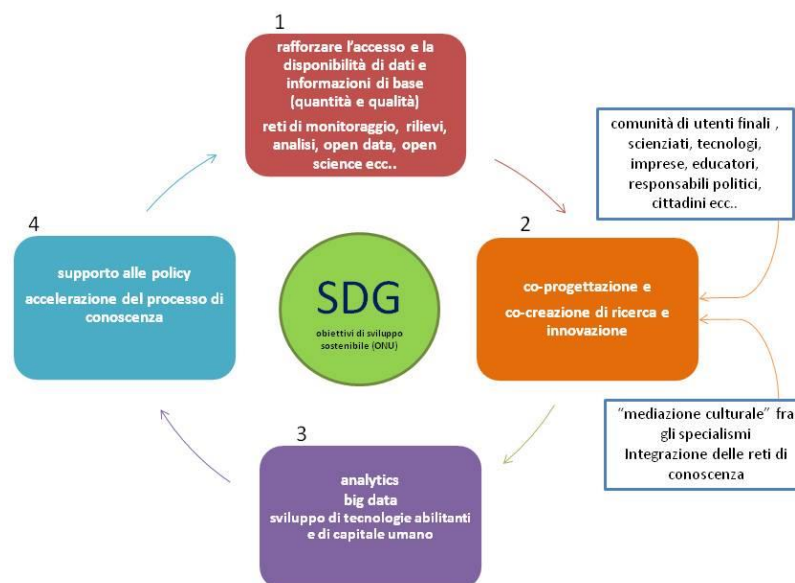 1
rafforzare l'accesso e la
disponibilità di dati e
informazioni di base
(quantità e qualità)
reti di monitoraggio, rilievi,
analisi, open data, open
science ecc..
comunità di utenti finali ,
scienziati, tecnologi,
imprese, educatori,
responsabili politici,
cittadini ecc..
2
co-progettazione e
co-creazione di ricerca e
innovazione
"mediazione culturale" fra
gli specialismi
Integrazione delle reti di
conoscenza
3
analytics
big data
sviluppo di tecnologie abilitanti
e di capitale umano
4
supporto alle policy
accelerazione del processo di
conoscenza
SDG
obiettivi di sviluppo
sostenibile (ONU)